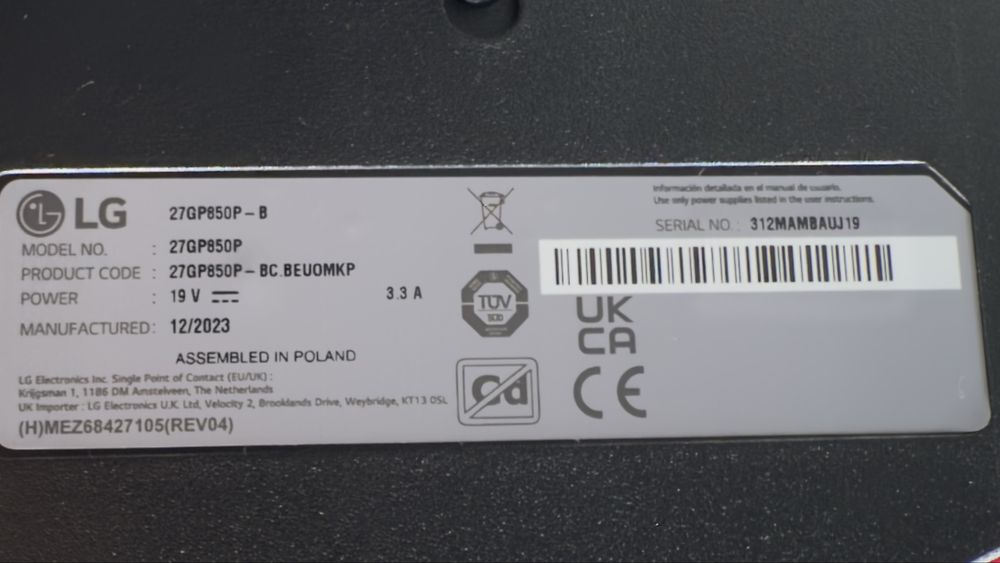 LG 27GP850P - B
MODEL NO. : 27GP850P
PRODUCT CODE : 27GP850P - BC.BEUOMKP
POWER : 19 V 3.3 A
MANUFACTURED : 12/2023
ASSEMBLED IN POLAND
LG Electronics Inc. Single Point of Contact (EU/UK) :
Krijgsman 1, 1186 DM Amstelveen, The Netherlands
UK Importer : LG Electronics U.K. Ltd, Velocity 2, Brooklands Drive, Weybridge, KT13 0SL
(H)MEZ68427105(REV04)
TÜV
Cd
Información detallada en el manual de usuario.
Use only power supplies listed in the user instructions.
SERIAL NO. : 312MAMBAUJ19
UK
CA
CE